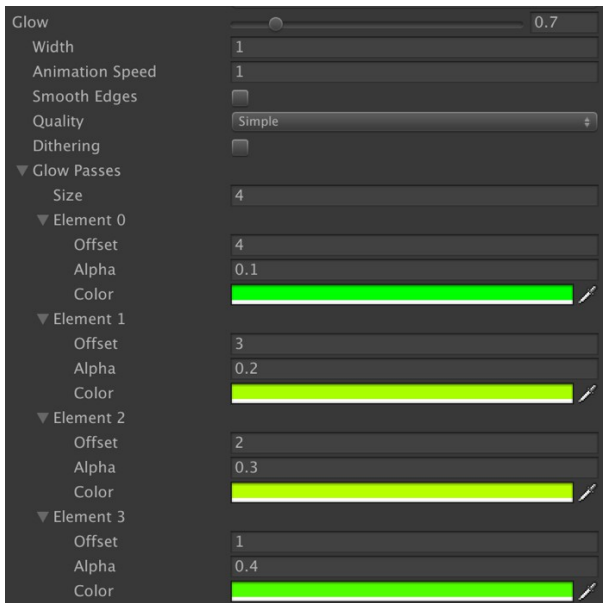 Glow 0.7
Width 1
Animation Speed 1
Smooth Edges
Quality Simple
Dithering
Glow Passes
Size 4
Element 0
Offset 4
Alpha 0.1
Color
Element 1
Offset 3
Alpha 0.2
Color
Element 2
Offset 2
Alpha 0.3
Color
Element 3
Offset 1
Alpha 0.4
Color